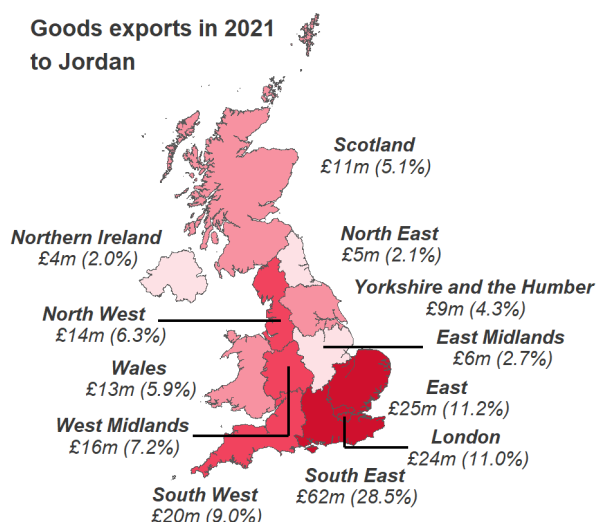 Goods exports in 2021
to Jordan
Scotland
£11m (5.1%)
Northern Ireland
£4m (2.0%)
North East
£5m (2.1%)
Yorkshire and the Humber
£9m (4.3%)
North West
£14m (6.3%)
East Midlands
£6m (2.7%)
Wales
£13m (5.9%)
East
£25m (11.2%)
West Midlands
£16m (7.2%)
London
£24m (11.0%)
South East
£62m (28.5%)
South West
£20m (9.0%)